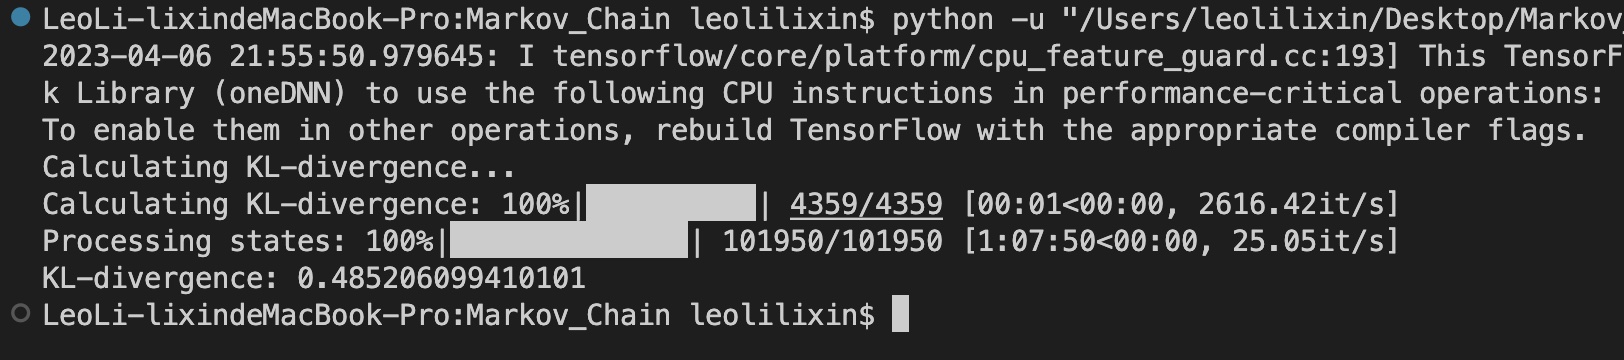 LeoLi-lixindeMacBook-Pro:Markov_Chain leolilixin$ python -u "/Users/leolilixin/Desktop/Markov_
2023-04-06 21:55:50.979645: I tensorflow/core/platform/cpu_feature_guard.cc:193] This TensorF
k Library (oneDNN) to use the following CPU instructions in performance-critical operations:
To enable them in other operations, rebuild TensorFlow with the appropriate compiler flags.
Calculating KL-divergence...
Calculating KL-divergence: 100%|██████████| 4359/4359 [00:01<00:00, 2616.42it/s]
Processing states: 100%|██████████████| 101950/101950 [1:07:50<00:00, 25.05it/s]
KL-divergence: 0.485206099410101
LeoLi-lixindeMacBook-Pro:Markov_Chain leolilixin$